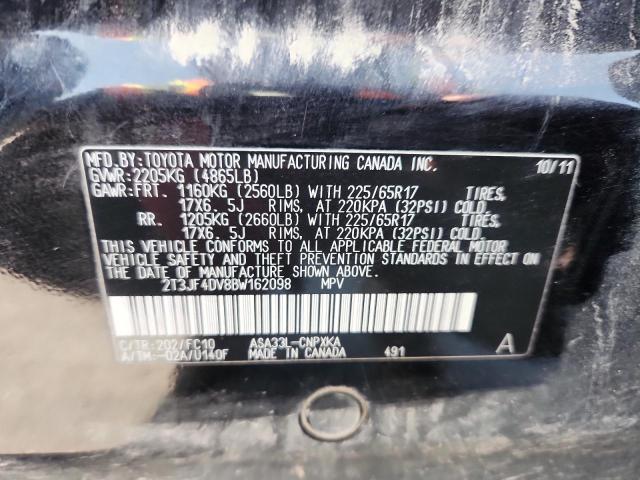 MFD.BY:TOYOTA MOTOR MANUFACTURING CANADA INC. 10/11
GVWR:2205KG (4865LB)
GAWR:FRT. 1160KG (2560LB) WITH 225/65R17 TIRES,
17X6.5J RIMS, AT 220KPA (32PSI) COLD
RR. 1205KG (2660LB) WITH 225/65R17 TIRES,
17X6.5J RIMS, AT 220KPA (32PSI) COLD
THIS VEHICLE CONFORMS TO ALL APPLICABLE FEDERAL MOTOR
VEHICLE SAFETY AND THEFT PREVENTION STANDARDS IN EFFECT
ON THE DATE OF MANUFACTURE SHOWN ABOVE.
2T3JF4DV8BW162098 MPV
C/TR:202/FC10 ASA33L-CNPXKA A
A/TM:-02A/U140F MADE IN CANADA 491